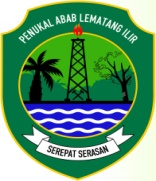 PENUKAL ABAB LEMATANG ILIR
SEREPAT SERASAN